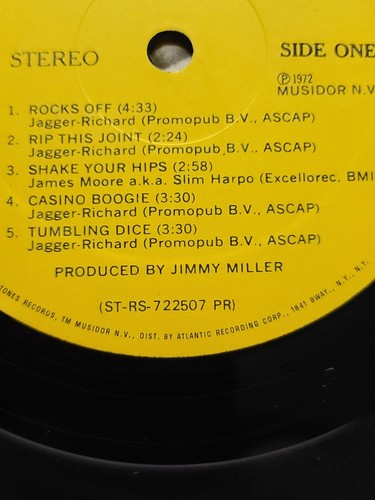 STEREO
SIDE ONE
Ⓟ1972
MUSIDOR N.V
1. ROCKS OFF (4:33)
Jagger-Richard (Promopub B.V., ASCAP)
2. RIP THIS JOINT (2:24)
Jagger-Richard (Promopub B.V., ASCAP)
3. SHAKE YOUR HIPS (2:58)
James Moore a.k.a. Slim Harpo (Excellorec, BMI
4. CASINO BOOGIE (3:30)
Jagger-Richard (Promopub B.V., ASCAP)
5. TUMBLING DICE (3:30)
Jagger-Richard (Promopub B.V., ASCAP)
PRODUCED BY JIMMY MILLER
(ST-RS-722507 PR)
TONES RECORDS, TM MUSIDOR N.V., DIST. BY ATLANTIC RECORDING CORP., 1841 BWAY., N.Y., N.Y.